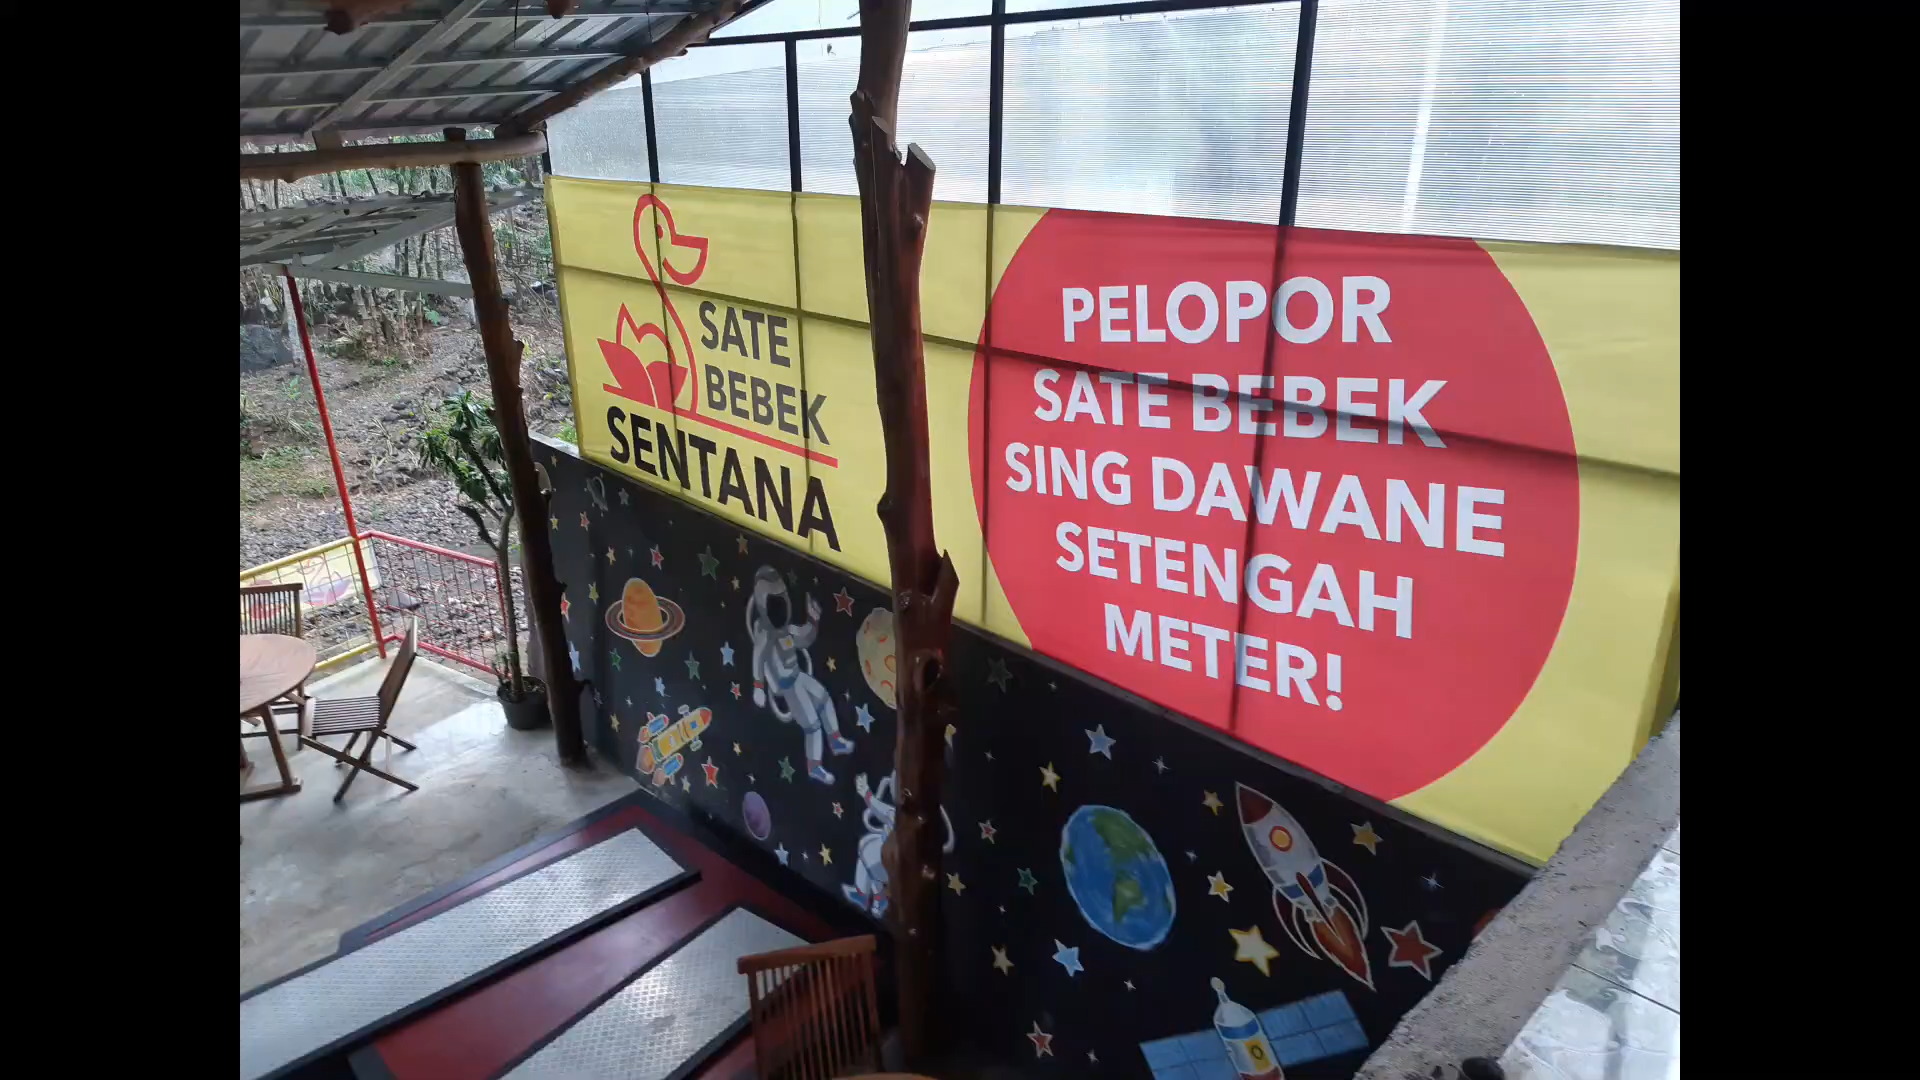 SATE
BEBEK
SENTANA
PELOPOR
SATE BEBEK
SING DAWANE
SETENGAH
METER!